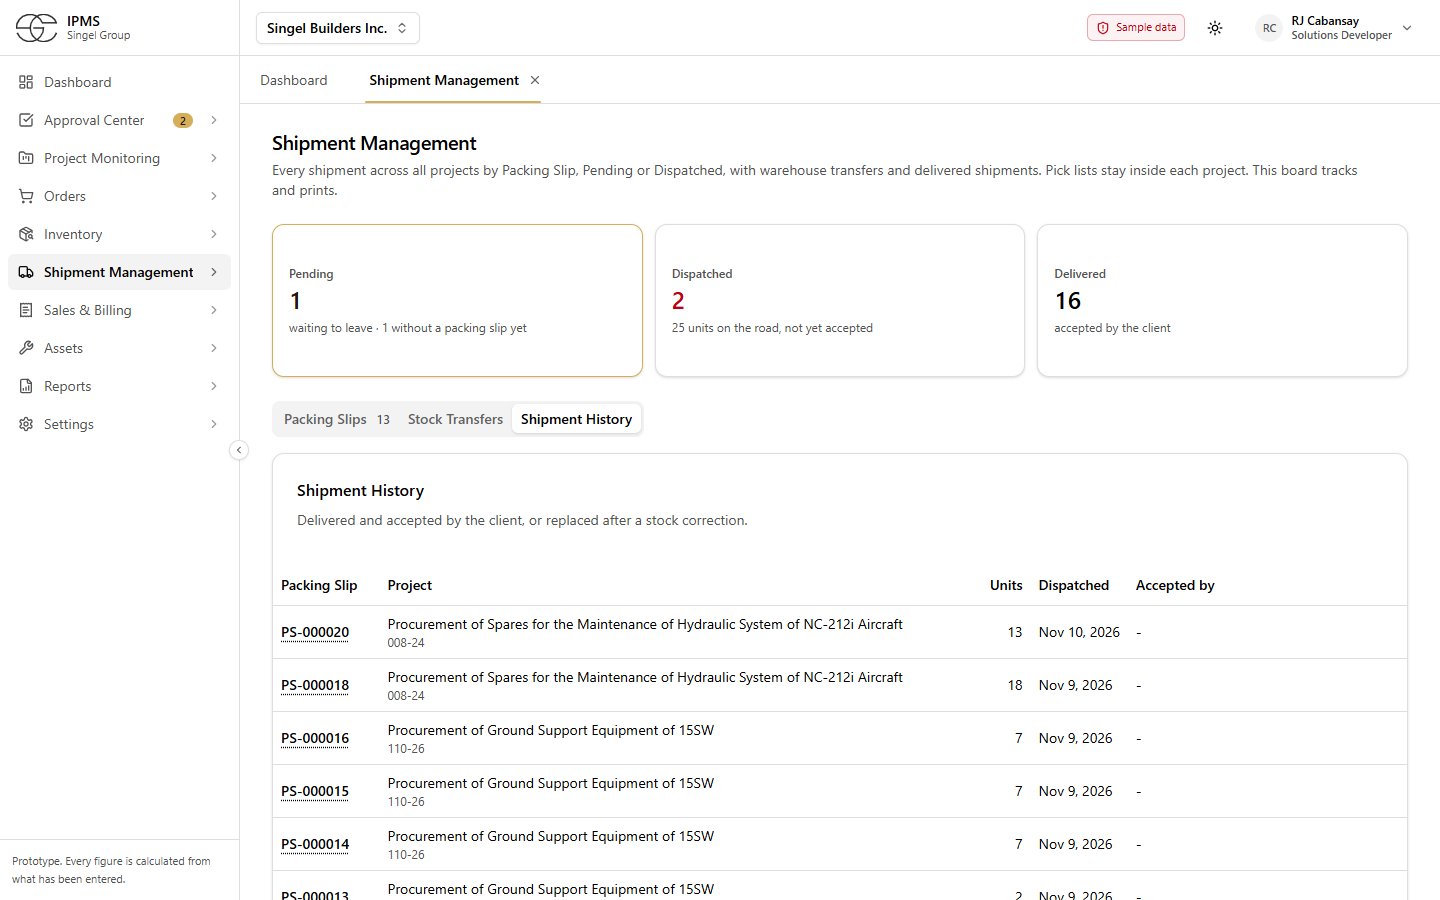 IPMS
Singel Group
Singel Builders Inc.
Sample data
RC
RJ Cabansay
Solutions Developer
Dashboard
Approval Center 2
Project Monitoring
Orders
Inventory
Shipment Management
Sales & Billing
Assets
Reports
Settings
Prototype. Every figure is calculated from
what has been entered.
Dashboard
Shipment Management
Shipment Management
Every shipment across all projects by Packing Slip, Pending or Dispatched, with warehouse transfers and delivered shipments. Pick lists stay inside each project. This board tracks
and prints.
Pending
1
waiting to leave · 1 without a packing slip yet
Dispatched
2
25 units on the road, not yet accepted
Delivered
16
accepted by the client
Packing Slips 13 Stock Transfers Shipment History
Shipment History
Delivered and accepted by the client, or replaced after a stock correction.
Packing Slip Project Units Dispatched Accepted by
PS-000020 Procurement of Spares for the Maintenance of Hydraulic System of NC-212i Aircraft 13 Nov 10, 2026 -
008-24
PS-000018 Procurement of Spares for the Maintenance of Hydraulic System of NC-212i Aircraft 18 Nov 9, 2026 -
008-24
PS-000016 Procurement of Ground Support Equipment of 15SW 7 Nov 9, 2026 -
110-26
PS-000015 Procurement of Ground Support Equipment of 15SW 7 Nov 9, 2026 -
110-26
PS-000014 Procurement of Ground Support Equipment of 15SW 7 Nov 9, 2026 -
110-26
PS-000013 Procurement of Ground Support Equipment of 15SW 2 Nov 9, 2026 -